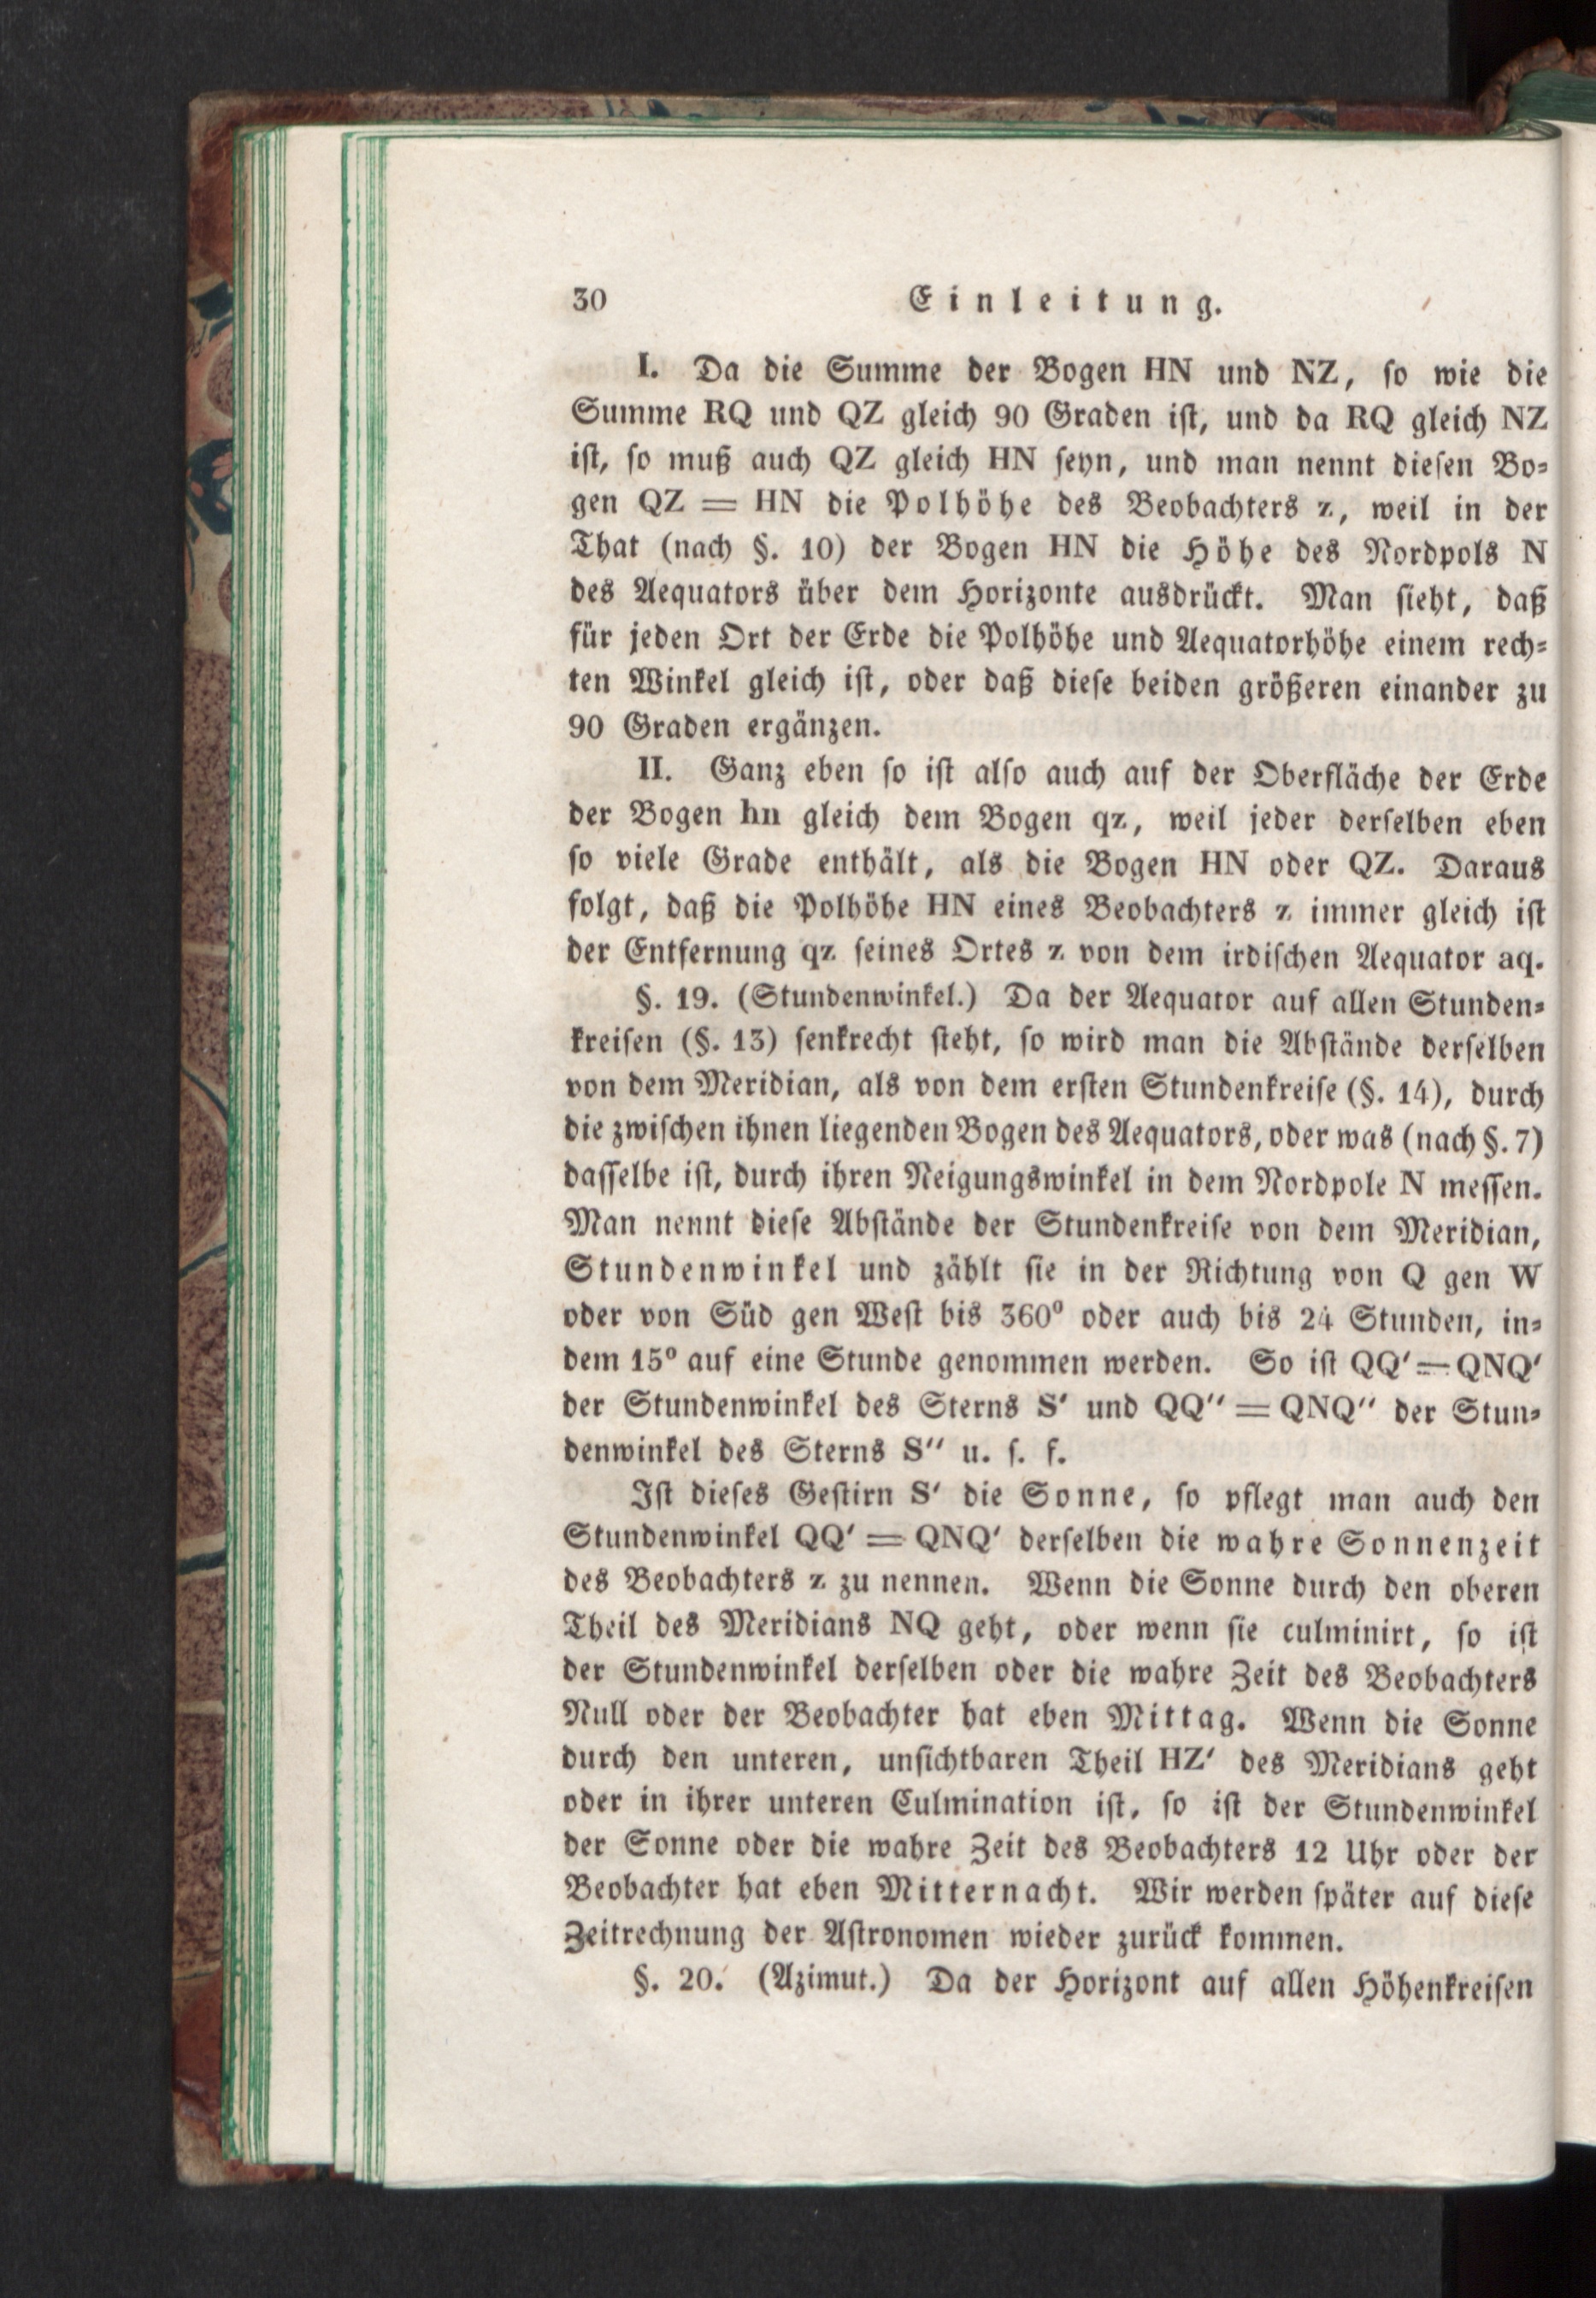 30 Einleitung.
I. Da die Summe der Bogen HN und NZ, so wie die
Summe RQ und QZ gleich 90 Graden ist, und da RQ gleich NZ
ist, so muß auch QZ gleich HN seyn, und man nennt diesen Bo-
gen QZ = HN die Polhöhe des Beobachters z, weil in der
That (nach §. 10) der Bogen HN die Höhe des Nordpols N
des Aequators über dem Horizonte ausdrückt. Man sieht, daß
für jeden Ort der Erde die Polhöhe und Aequatorhöhe einem rech-
ten Winkel gleich ist, oder daß diese beiden größeren einander zu
90 Graden ergänzen.
II. Ganz eben so ist also auch auf der Oberfläche der Erde
der Bogen hn gleich dem Bogen qz, weil jeder derselben eben
so viele Grade enthält, als die Bogen HN oder QZ. Daraus
folgt, daß die Polhöhe HN eines Beobachters z immer gleich ist
der Entfernung qz seines Ortes z von dem irdischen Aequator aq.
§. 19. (Stundenwinkel.) Da der Aequator auf allen Stunden-
kreisen (§. 13) senkrecht steht, so wird man die Abstände derselben
von dem Meridian, als von dem ersten Stundenkreise (§. 14), durch
die zwischen ihnen liegenden Bogen des Aequators, oder was (nach §. 7)
dasselbe ist, durch ihren Neigungswinkel in dem Nordpole N messen.
Man nennt diese Abstände der Stundenkreise von dem Meridian,
Stundenwinkel und zählt sie in der Richtung von Q gen W
oder von Süd gen West bis 360° oder auch bis 24 Stunden, in-
dem 15° auf eine Stunde genommen werden. So ist QQ' = QNQ'
der Stundenwinkel des Sterns S' und QQ'' = QNQ'' der Stun-
denwinkel des Sterns S'' u. s. f.
Ist dieses Gestirn S' die Sonne, so pflegt man auch den
Stundenwinkel QQ' = QNQ' derselben die wahre Sonnenzeit
des Beobachters z zu nennen. Wenn die Sonne durch den oberen
Theil des Meridians NQ geht, oder wenn sie culminirt, so ist
der Stundenwinkel derselben oder die wahre Zeit des Beobachters
Null oder der Beobachter hat eben Mittag. Wenn die Sonne
durch den unteren, unsichtbaren Theil HZ' des Meridians geht
oder in ihrer unteren Culmination ist, so ist der Stundenwinkel
der Sonne oder die wahre Zeit des Beobachters 12 Uhr oder der
Beobachter hat eben Mitternacht. Wir werden später auf diese
Zeitrechnung der Astronomen wieder zurück kommen.
§. 20. (Azimut.) Da der Horizont auf allen Höhenkreisen